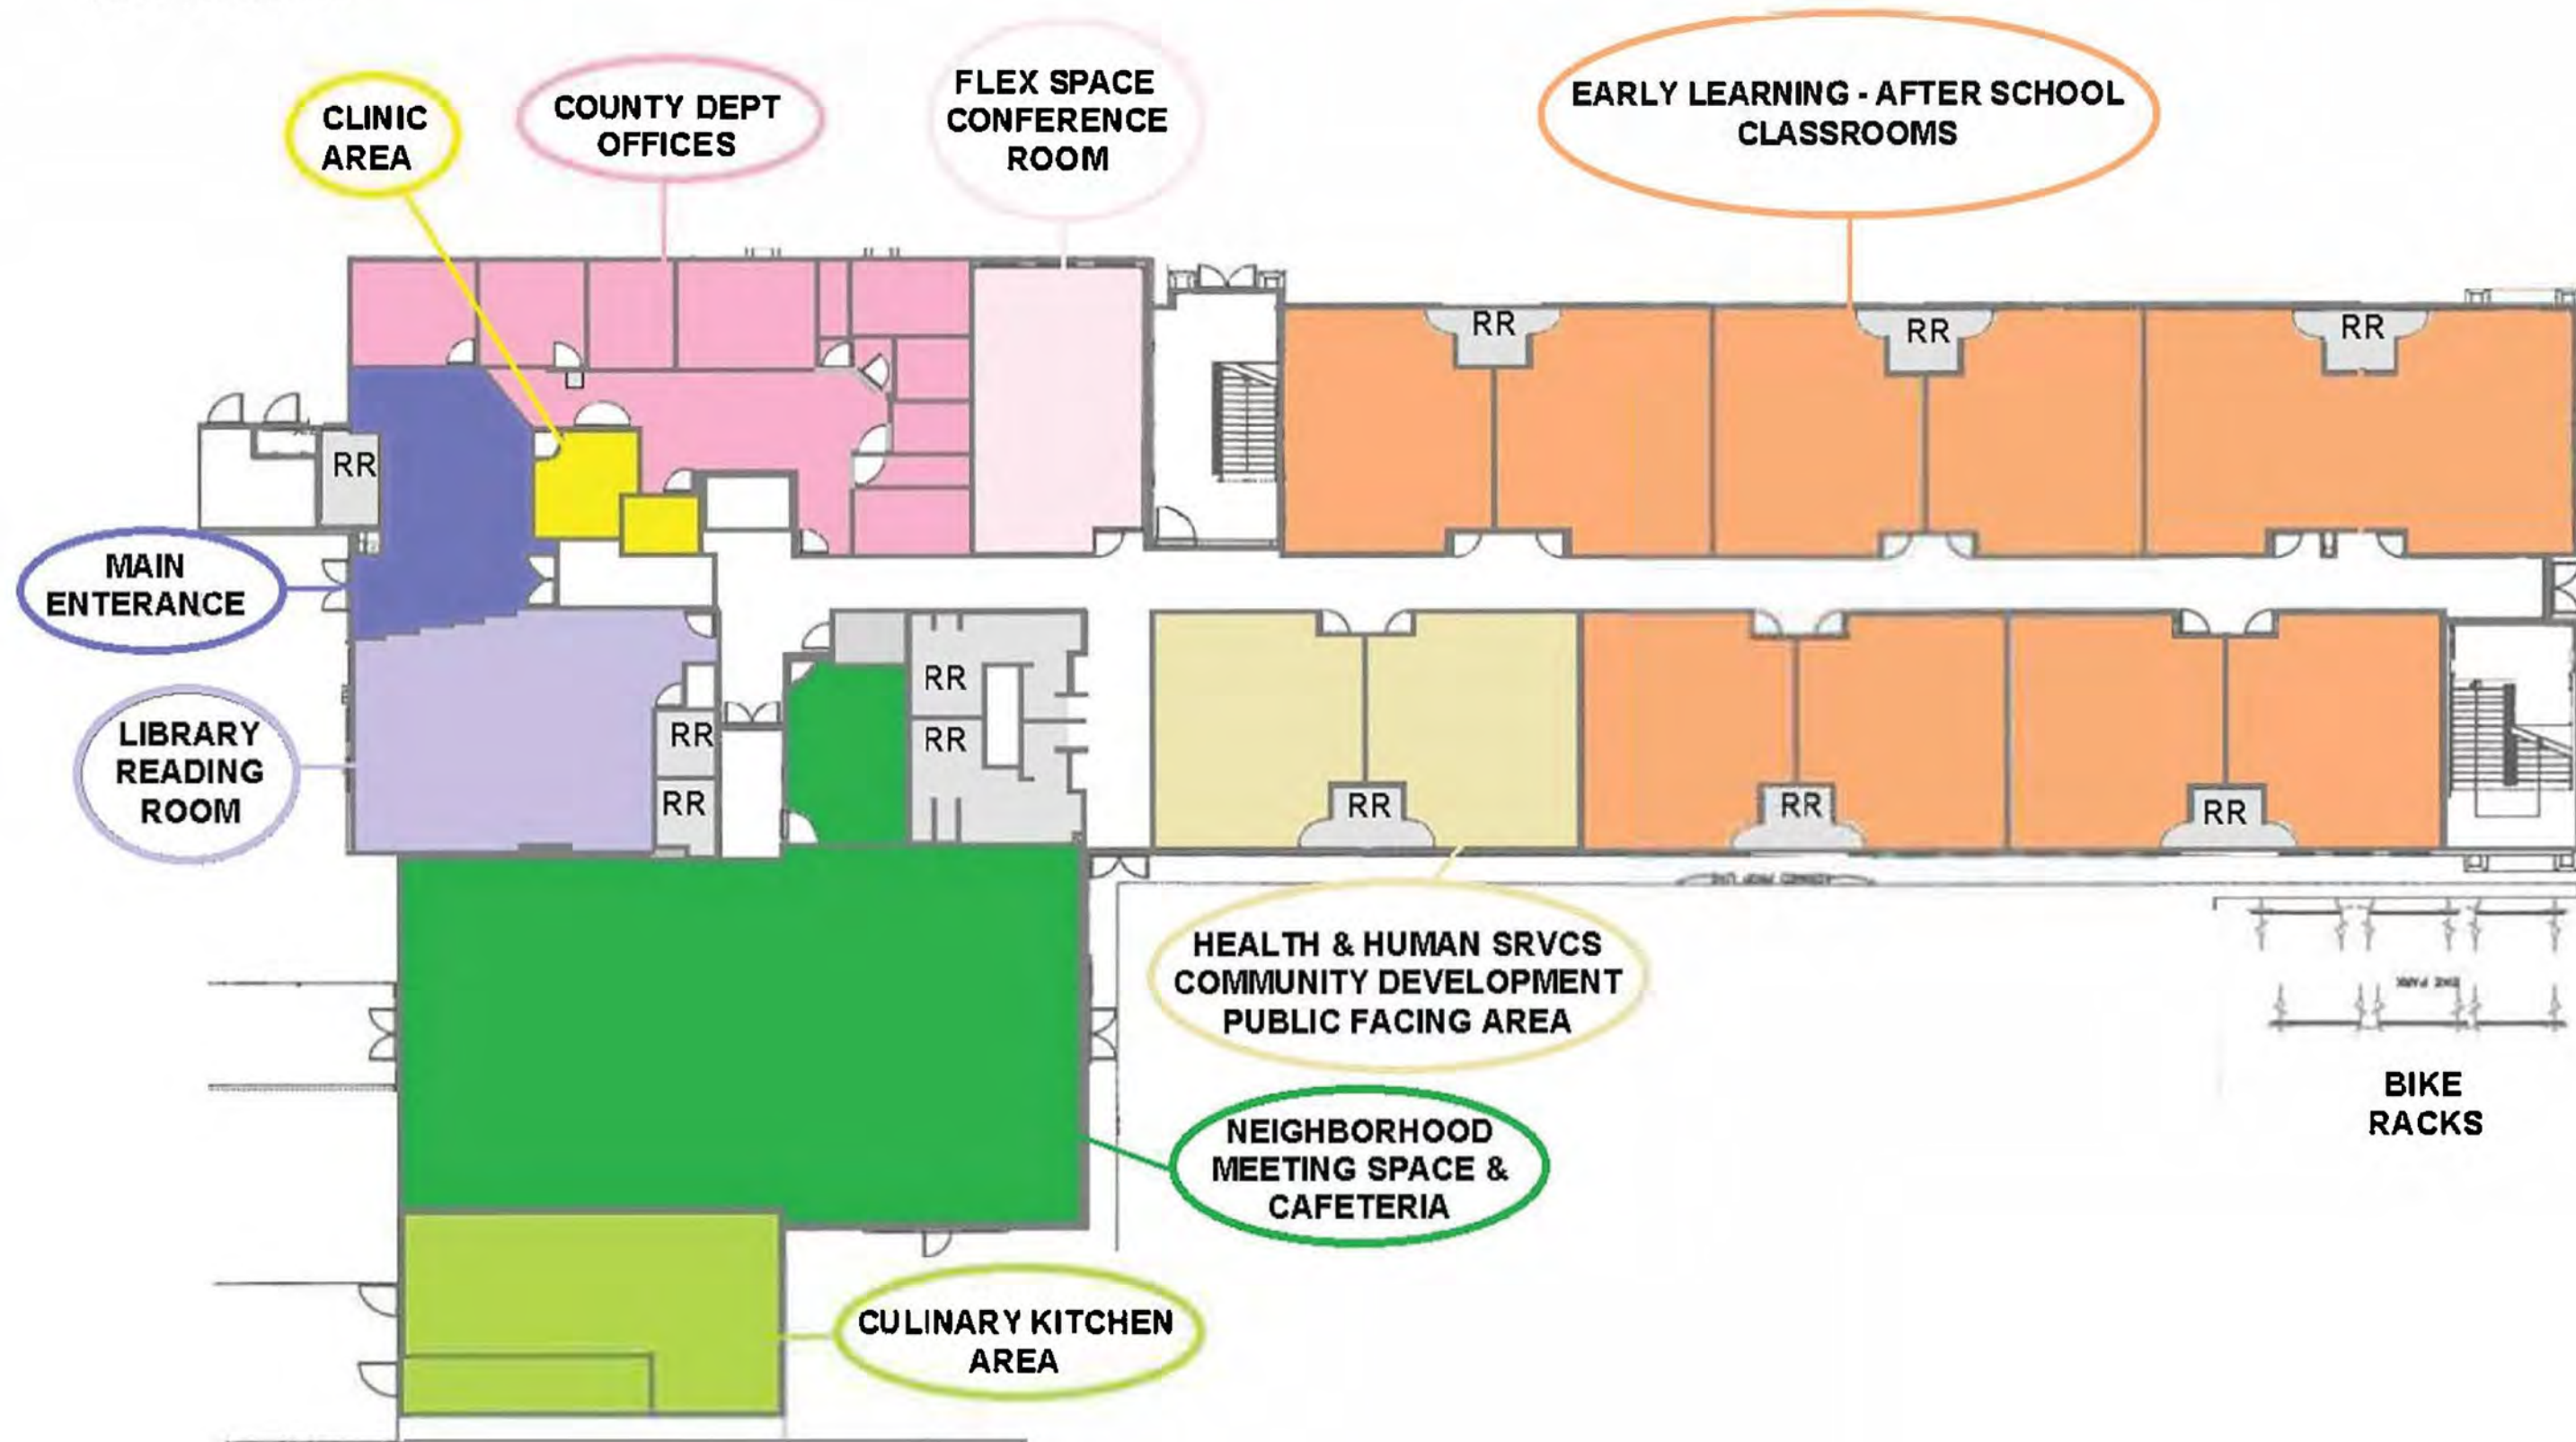 CLINIC
AREA
COUNTY DEPT
OFFICES
FLEX SPACE
CONFERENCE
ROOM
EARLY LEARNING - AFTER SCHOOL
CLASSROOMS
RR
RR
RR
RR
MAIN
ENTERANCE
LIBRARY
READING
ROOM
RR
RR
RR
RR
RR
RR
RR
HEALTH & HUMAN SRVCS
COMMUNITY DEVELOPMENT
PUBLIC FACING AREA
NEIGHBORHOOD
MEETING SPACE &
CAFETERIA
CULINARY KITCHEN
AREA
BIKE PARK
BIKE
RACKS